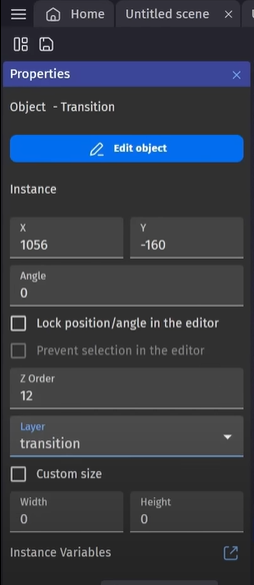 Home
Untitled scene
Properties
Object - Transition
Edit object
Instance
X
1056
Y
-160
Angle
0
Lock position/angle in the editor
Prevent selection in the editor
Z Order
12
Layer
transition
Custom size
Width
0
Height
0
Instance Variables